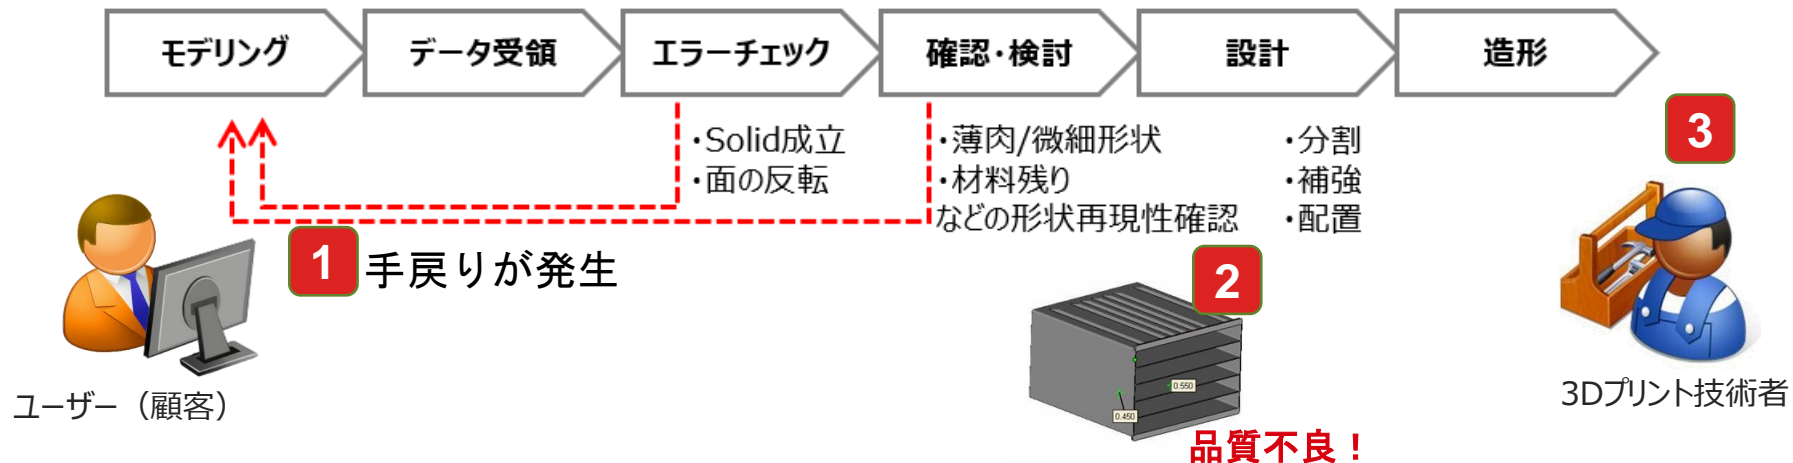 モデリング
データ受領
エラーチェック
確認・検討
設計
造形
・Solid成立
・面の反転
・薄肉/微細形状
・材料残り
などの形状再現性確認
・分割
・補強
・配置
1
手戻りが発生
2
3
0.550
0.450
品質不良！
ユーザー（顧客）
3Dプリント技術者